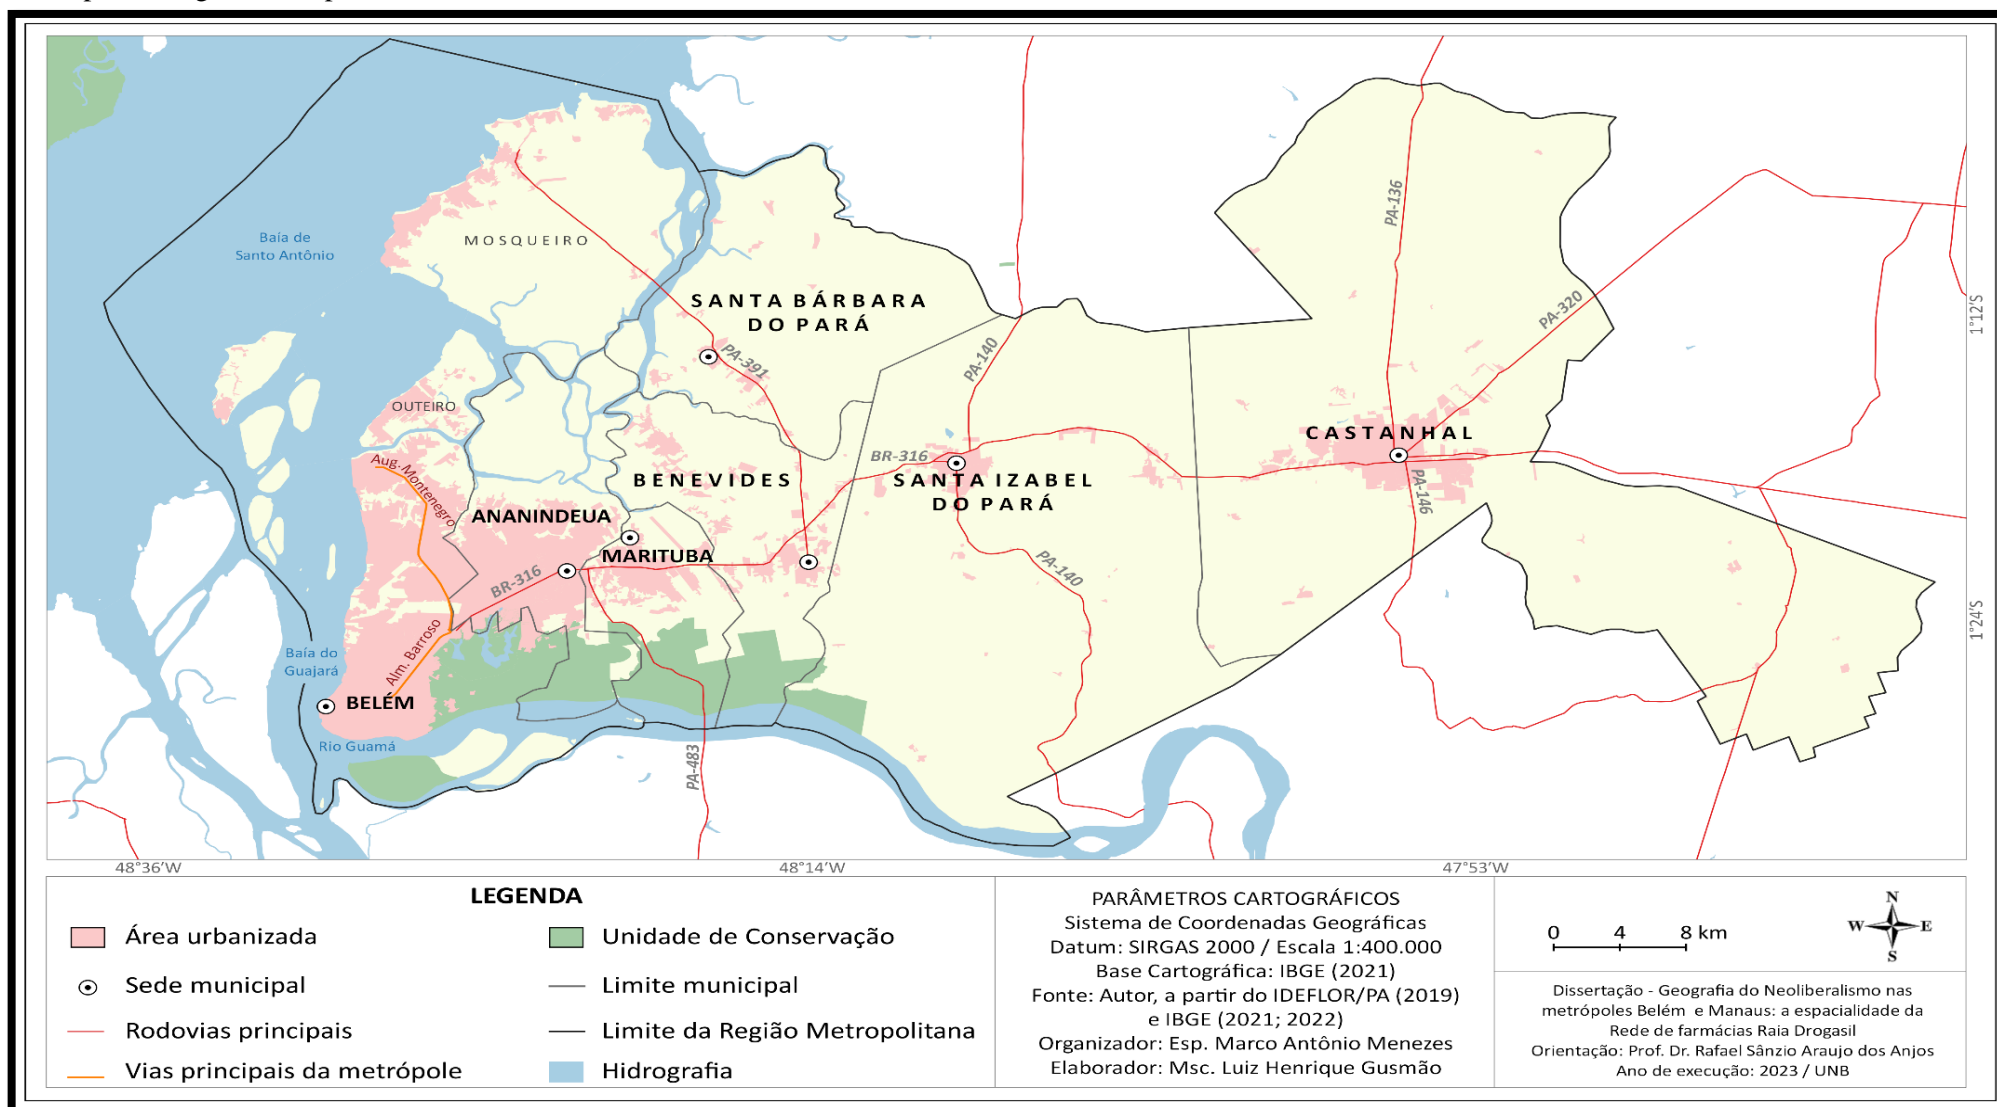 PA-136
MOSQUEIRO
Baía de
Santo Antônio
SANTA BÁRBARA
DO PARÁ
PA-320
1°12'S
PA-391
PA-140
OUTEIRO
CASTANHAL
Aug. Montenegro
BR-316
BENEVIDES
SANTA IZABEL
DO PARÁ
PA-146
ANANINDEUA
MARITUBA
BR-316
PA-140
1°24'S
Alm. Barroso
Baía do
Guajará
BELÉM
Rio Guamá
PA-483
48°36'W
48°14'W
47°53'W
LEGENDA
Área urbanizada
Unidade de Conservação
Sede municipal
Limite municipal
Rodovias principais
Limite da Região Metropolitana
Vias principais da metrópole
Hidrografia
PARÂMETROS CARTOGRÁFICOS
Sistema de Coordenadas Geográficas
Datum: SIRGAS 2000 / Escala 1:400.000
Base Cartográfica: IBGE (2021)
Fonte: Autor, a partir do IDEFLOR/PA (2019)
e IBGE (2021; 2022)
Organizador: Esp. Marco Antônio Menezes
Elaborador: Msc. Luiz Henrique Gusmão
0 4 8 km
N
W E
S
Dissertação - Geografia do Neoliberalismo nas
metrópoles Belém e Manaus: a espacialidade da
Rede de farmácias Raia Drogasil
Orientação: Prof. Dr. Rafael Sânzio Araujo dos Anjos
Ano de execução: 2023 / UNB